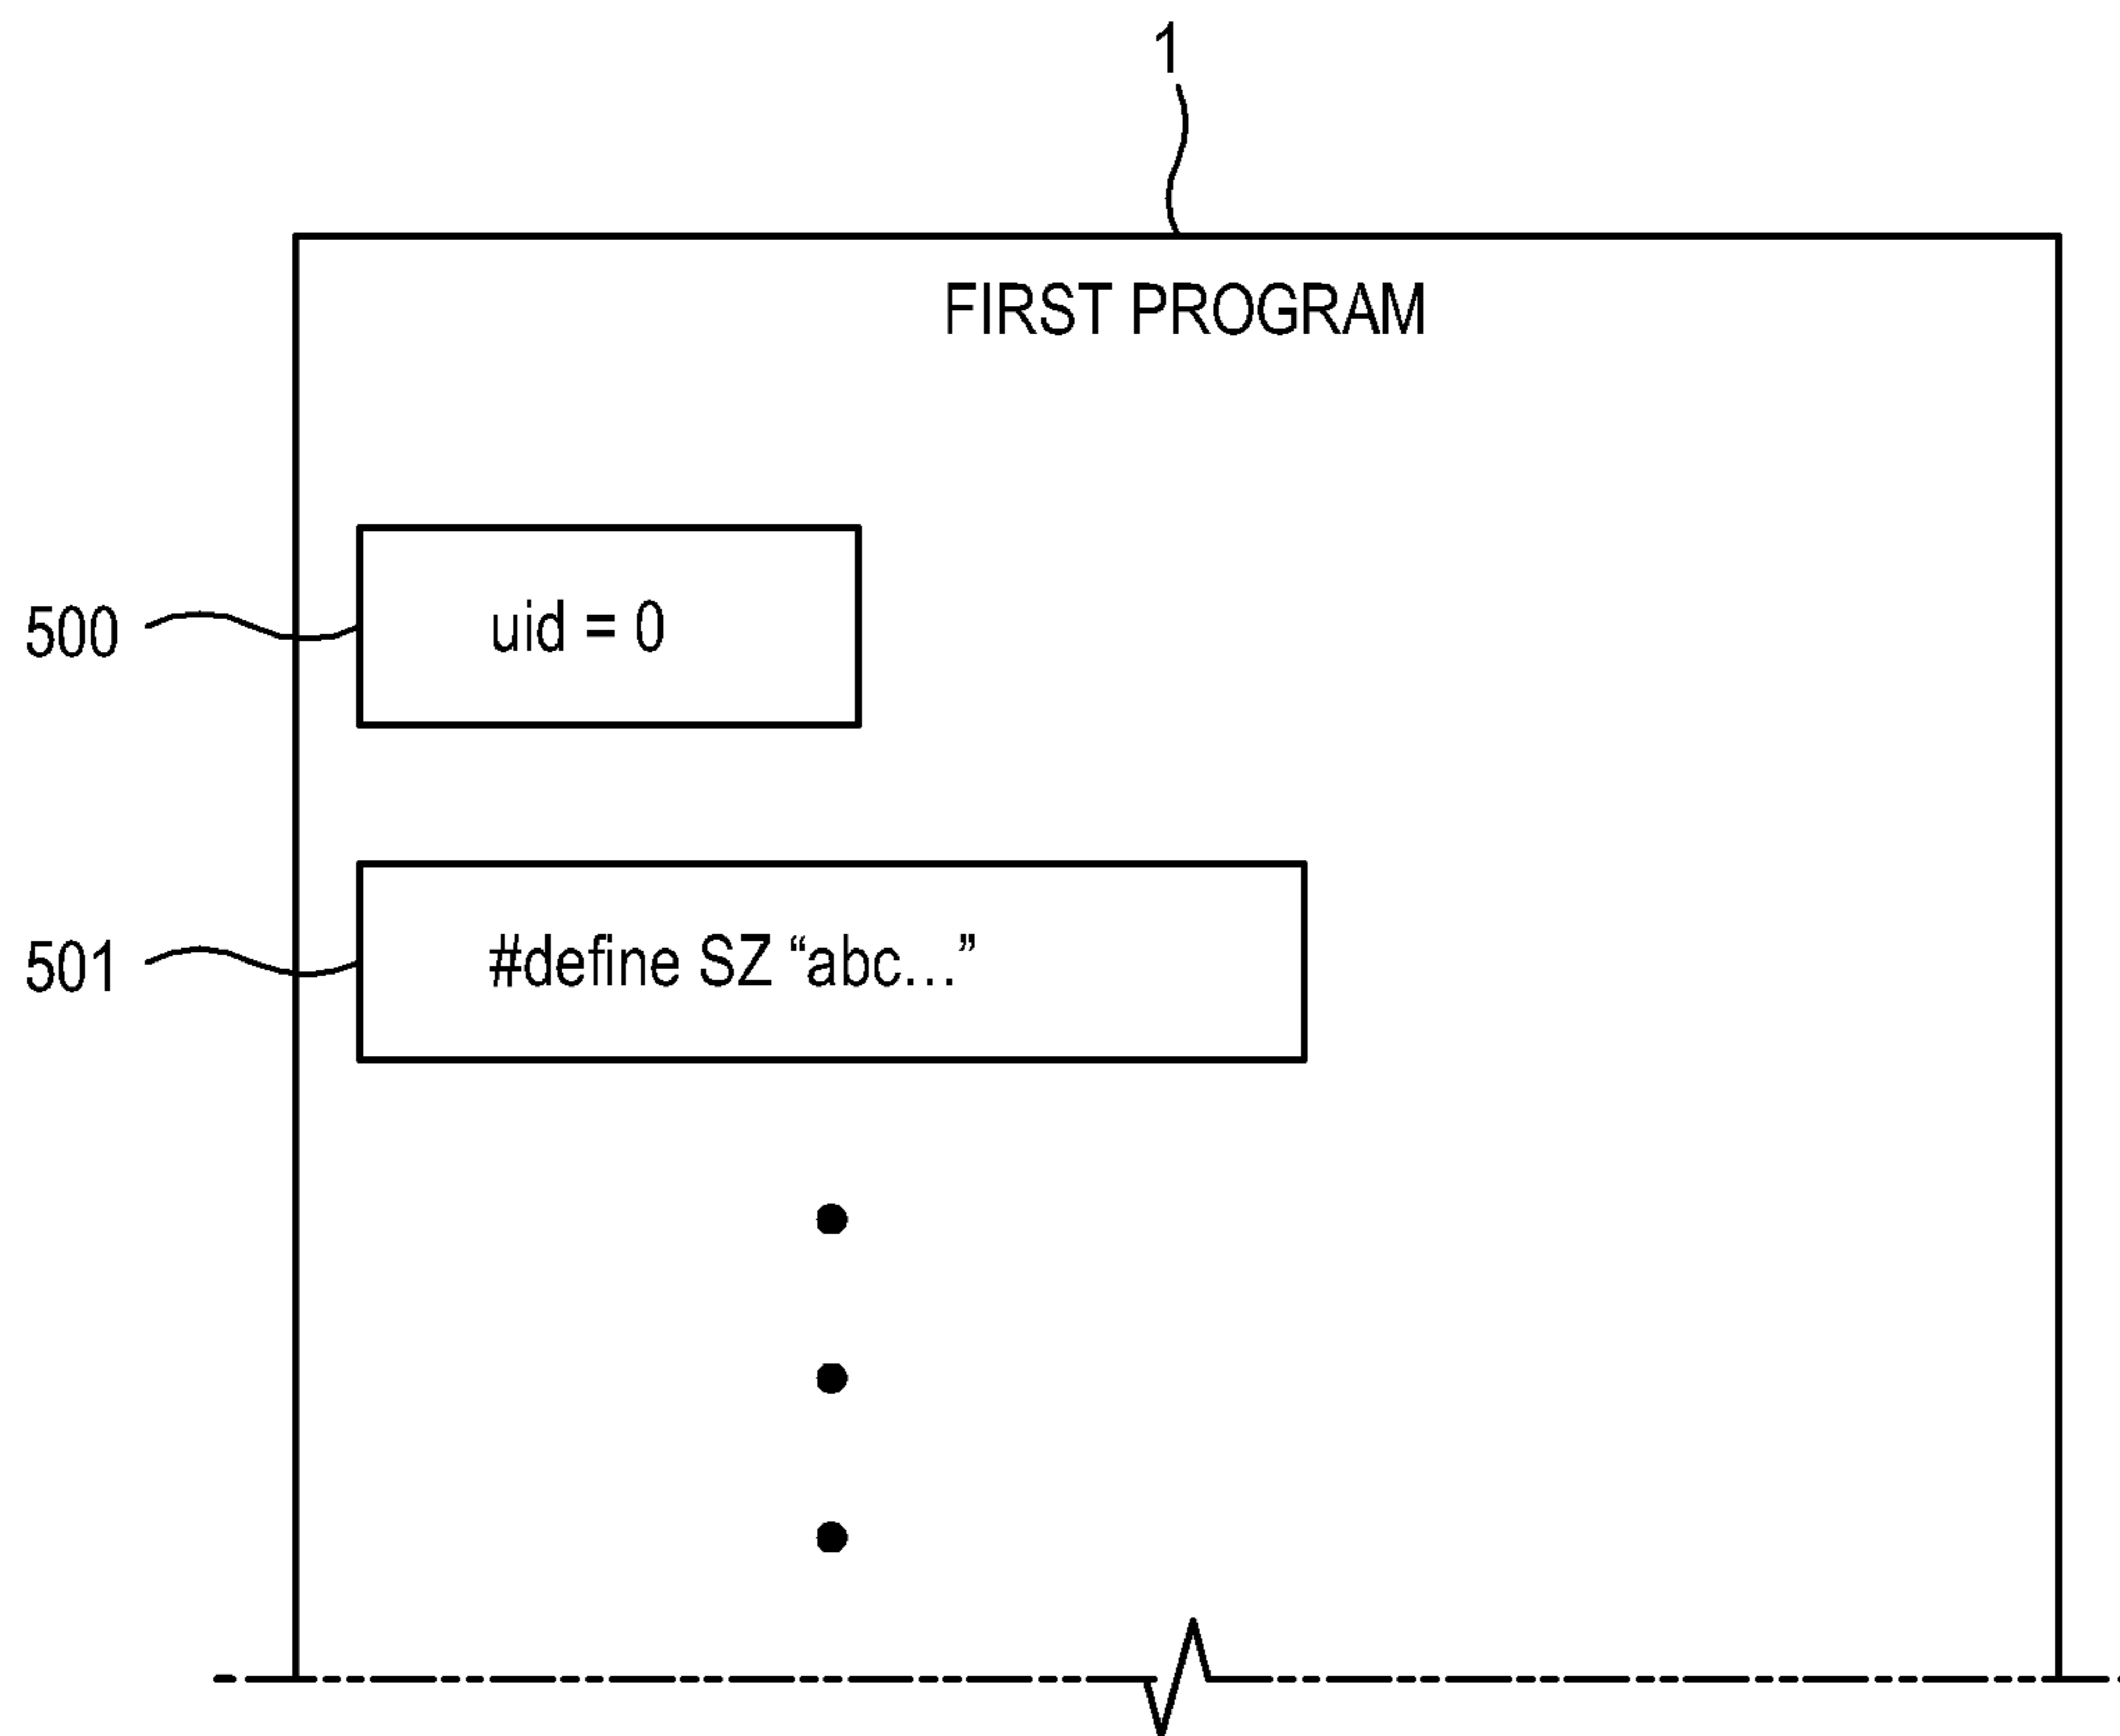 1
FIRST PROGRAM
500
uid = 0
501
#define SZ “abc...”